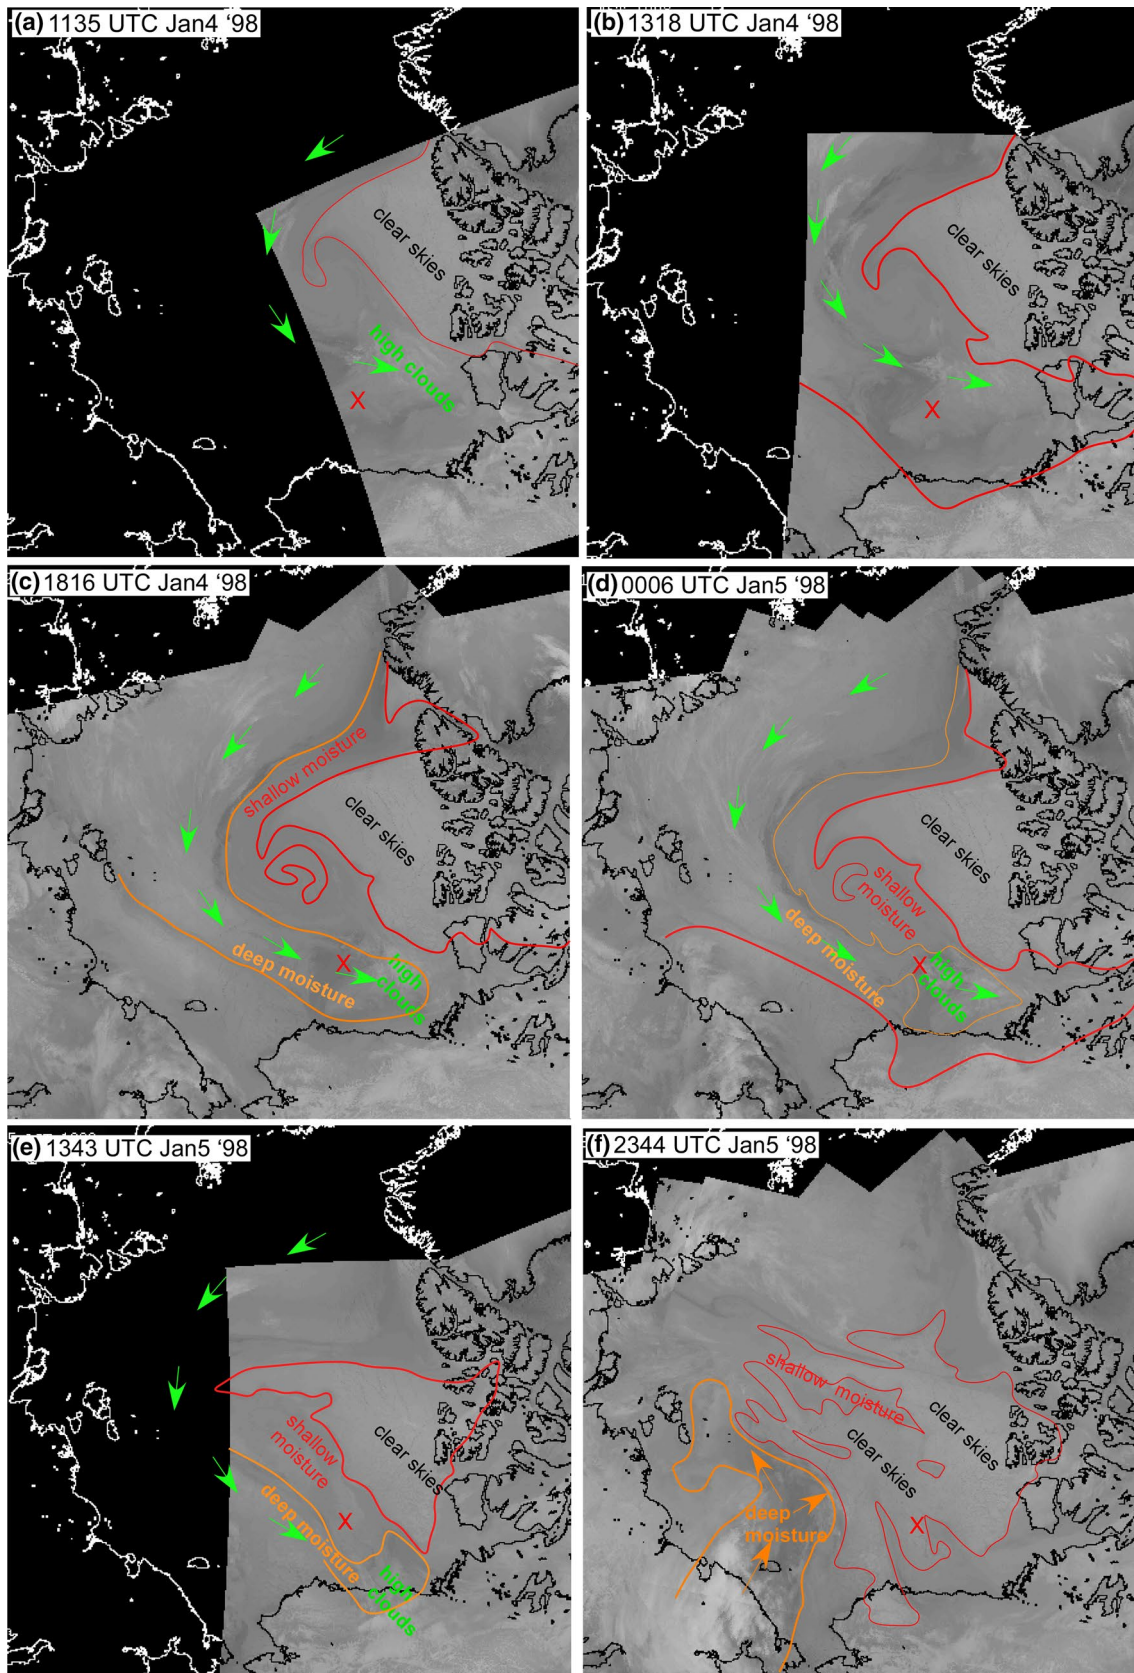 (a) 1135 UTC Jan4 ‘98
clear skies
high clouds
X
(b) 1318 UTC Jan4 ‘98
clear skies
X
(c) 1816 UTC Jan4 ‘98
shallow moisture
clear skies
deep moisture
X
high
clouds
(d) 0006 UTC Jan5 ‘98
clear skies
shallow
moisture
deep moisture
X
high
clouds
(e) 1343 UTC Jan5 ‘98
shallow
moisture
clear skies
deep moisture
X
high
clouds
(f) 2344 UTC Jan5 ‘98
shallow moisture
clear skies
clear skies
deep
moisture
X